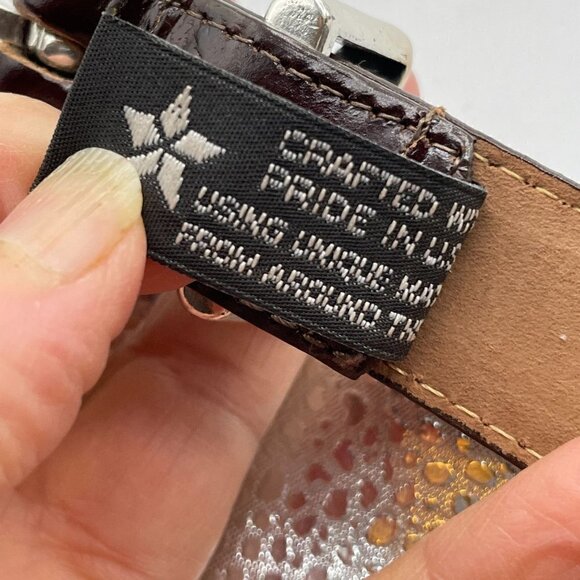 CRAFTED
PRIDE IN U.S
USING UNIQUE
FROM AROUND